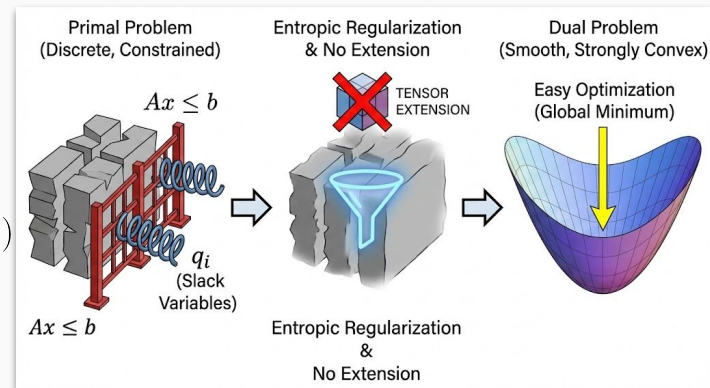 Primal Problem
(Discrete, Constrained)
Ax ≤ b
q_i
(Slack
Variables)
Ax ≤ b
)
Entropic Regularization
& No Extension
TENSOR
EXTENSION
Entropic Regularization
&
No Extension
Dual Problem
(Smooth, Strongly Convex)
Easy Optimization
(Global Minimum)